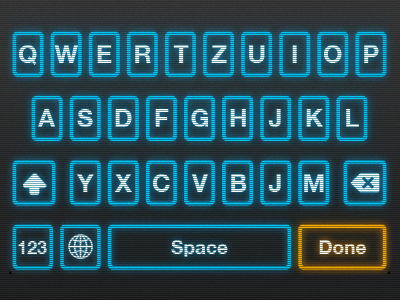 Q W E R T Z U I O P
A S D F G H J K L
Y X C V B J M
123 Space Done